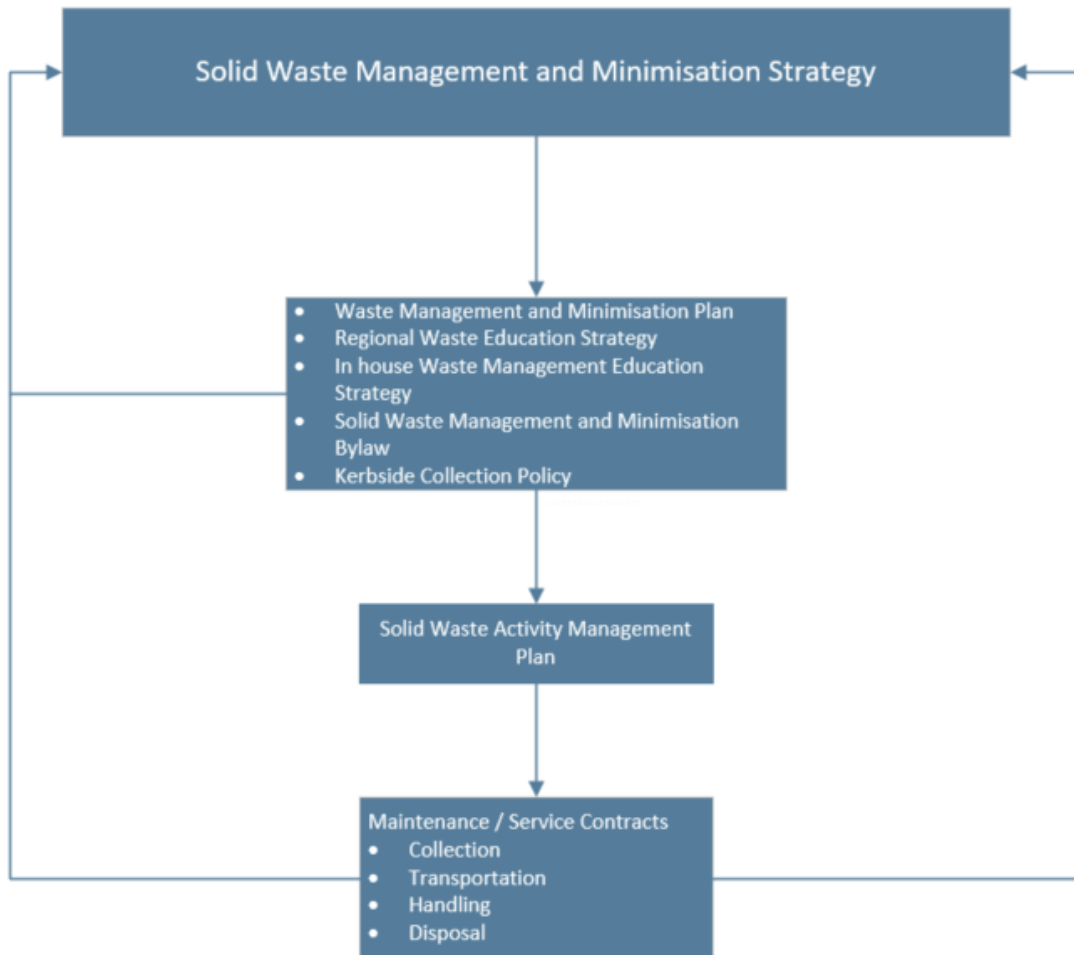 Solid Waste Management and Minimisation Strategy
• Waste Management and Minimisation Plan
• Regional Waste Education Strategy
• In house Waste Management Education
Strategy
• Solid Waste Management and Minimisation
Bylaw
• Kerbside Collection Policy
Solid Waste Activity Management
Plan
Maintenance / Service Contracts
• Collection
• Transportation
• Handling
• Disposal